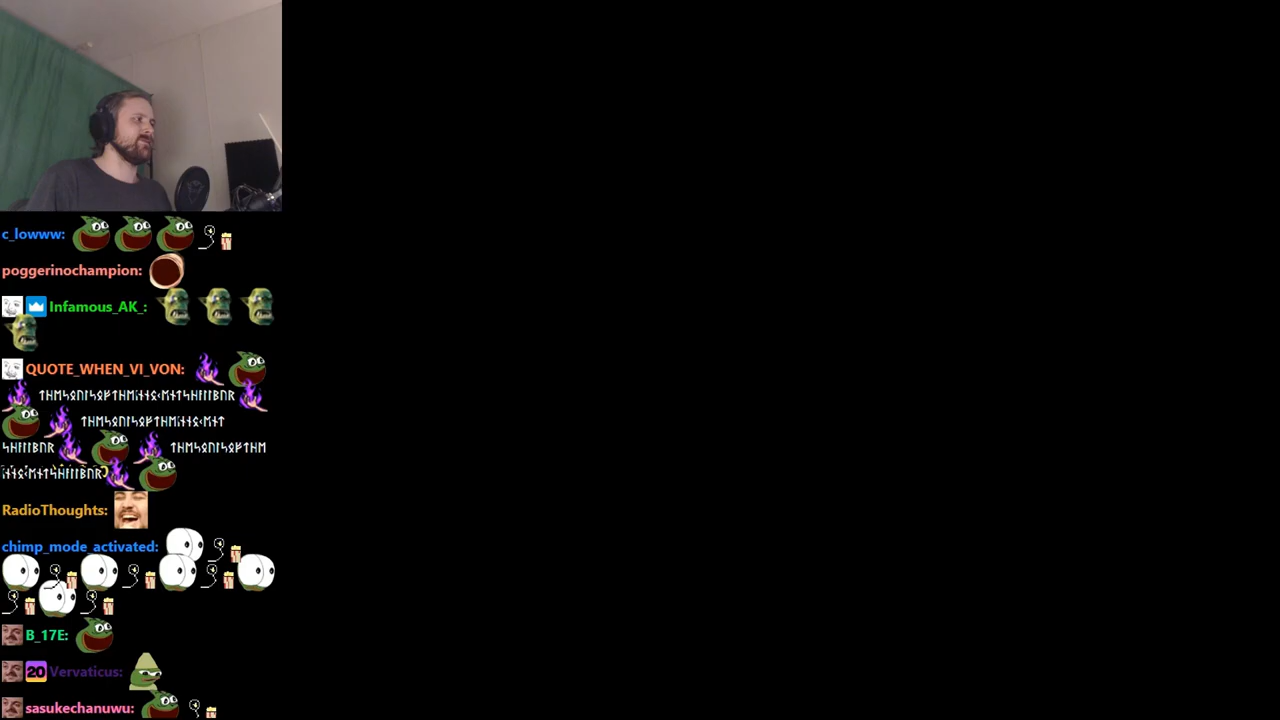 c_lowww:
poggerinochampion:
Infamous_AK_:
QUOTE_WHEN_VI_VON:
RadioThoughts:
chimp_mode_activated:
B_17E:
20 Vervaticus:
sasukechanuwu: